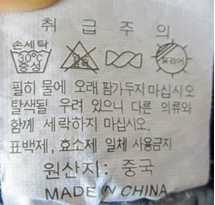 취 급 주 의
손세탁
30℃
중성
드라이
필히 물에 오래 담가두지 마십시오
탈색될 우려 있으니 다른 의류와
함께 세탁하지 마십시오.
표백제, 효소제 일체 사용금지
원산지: 중국
MADE IN CHINA